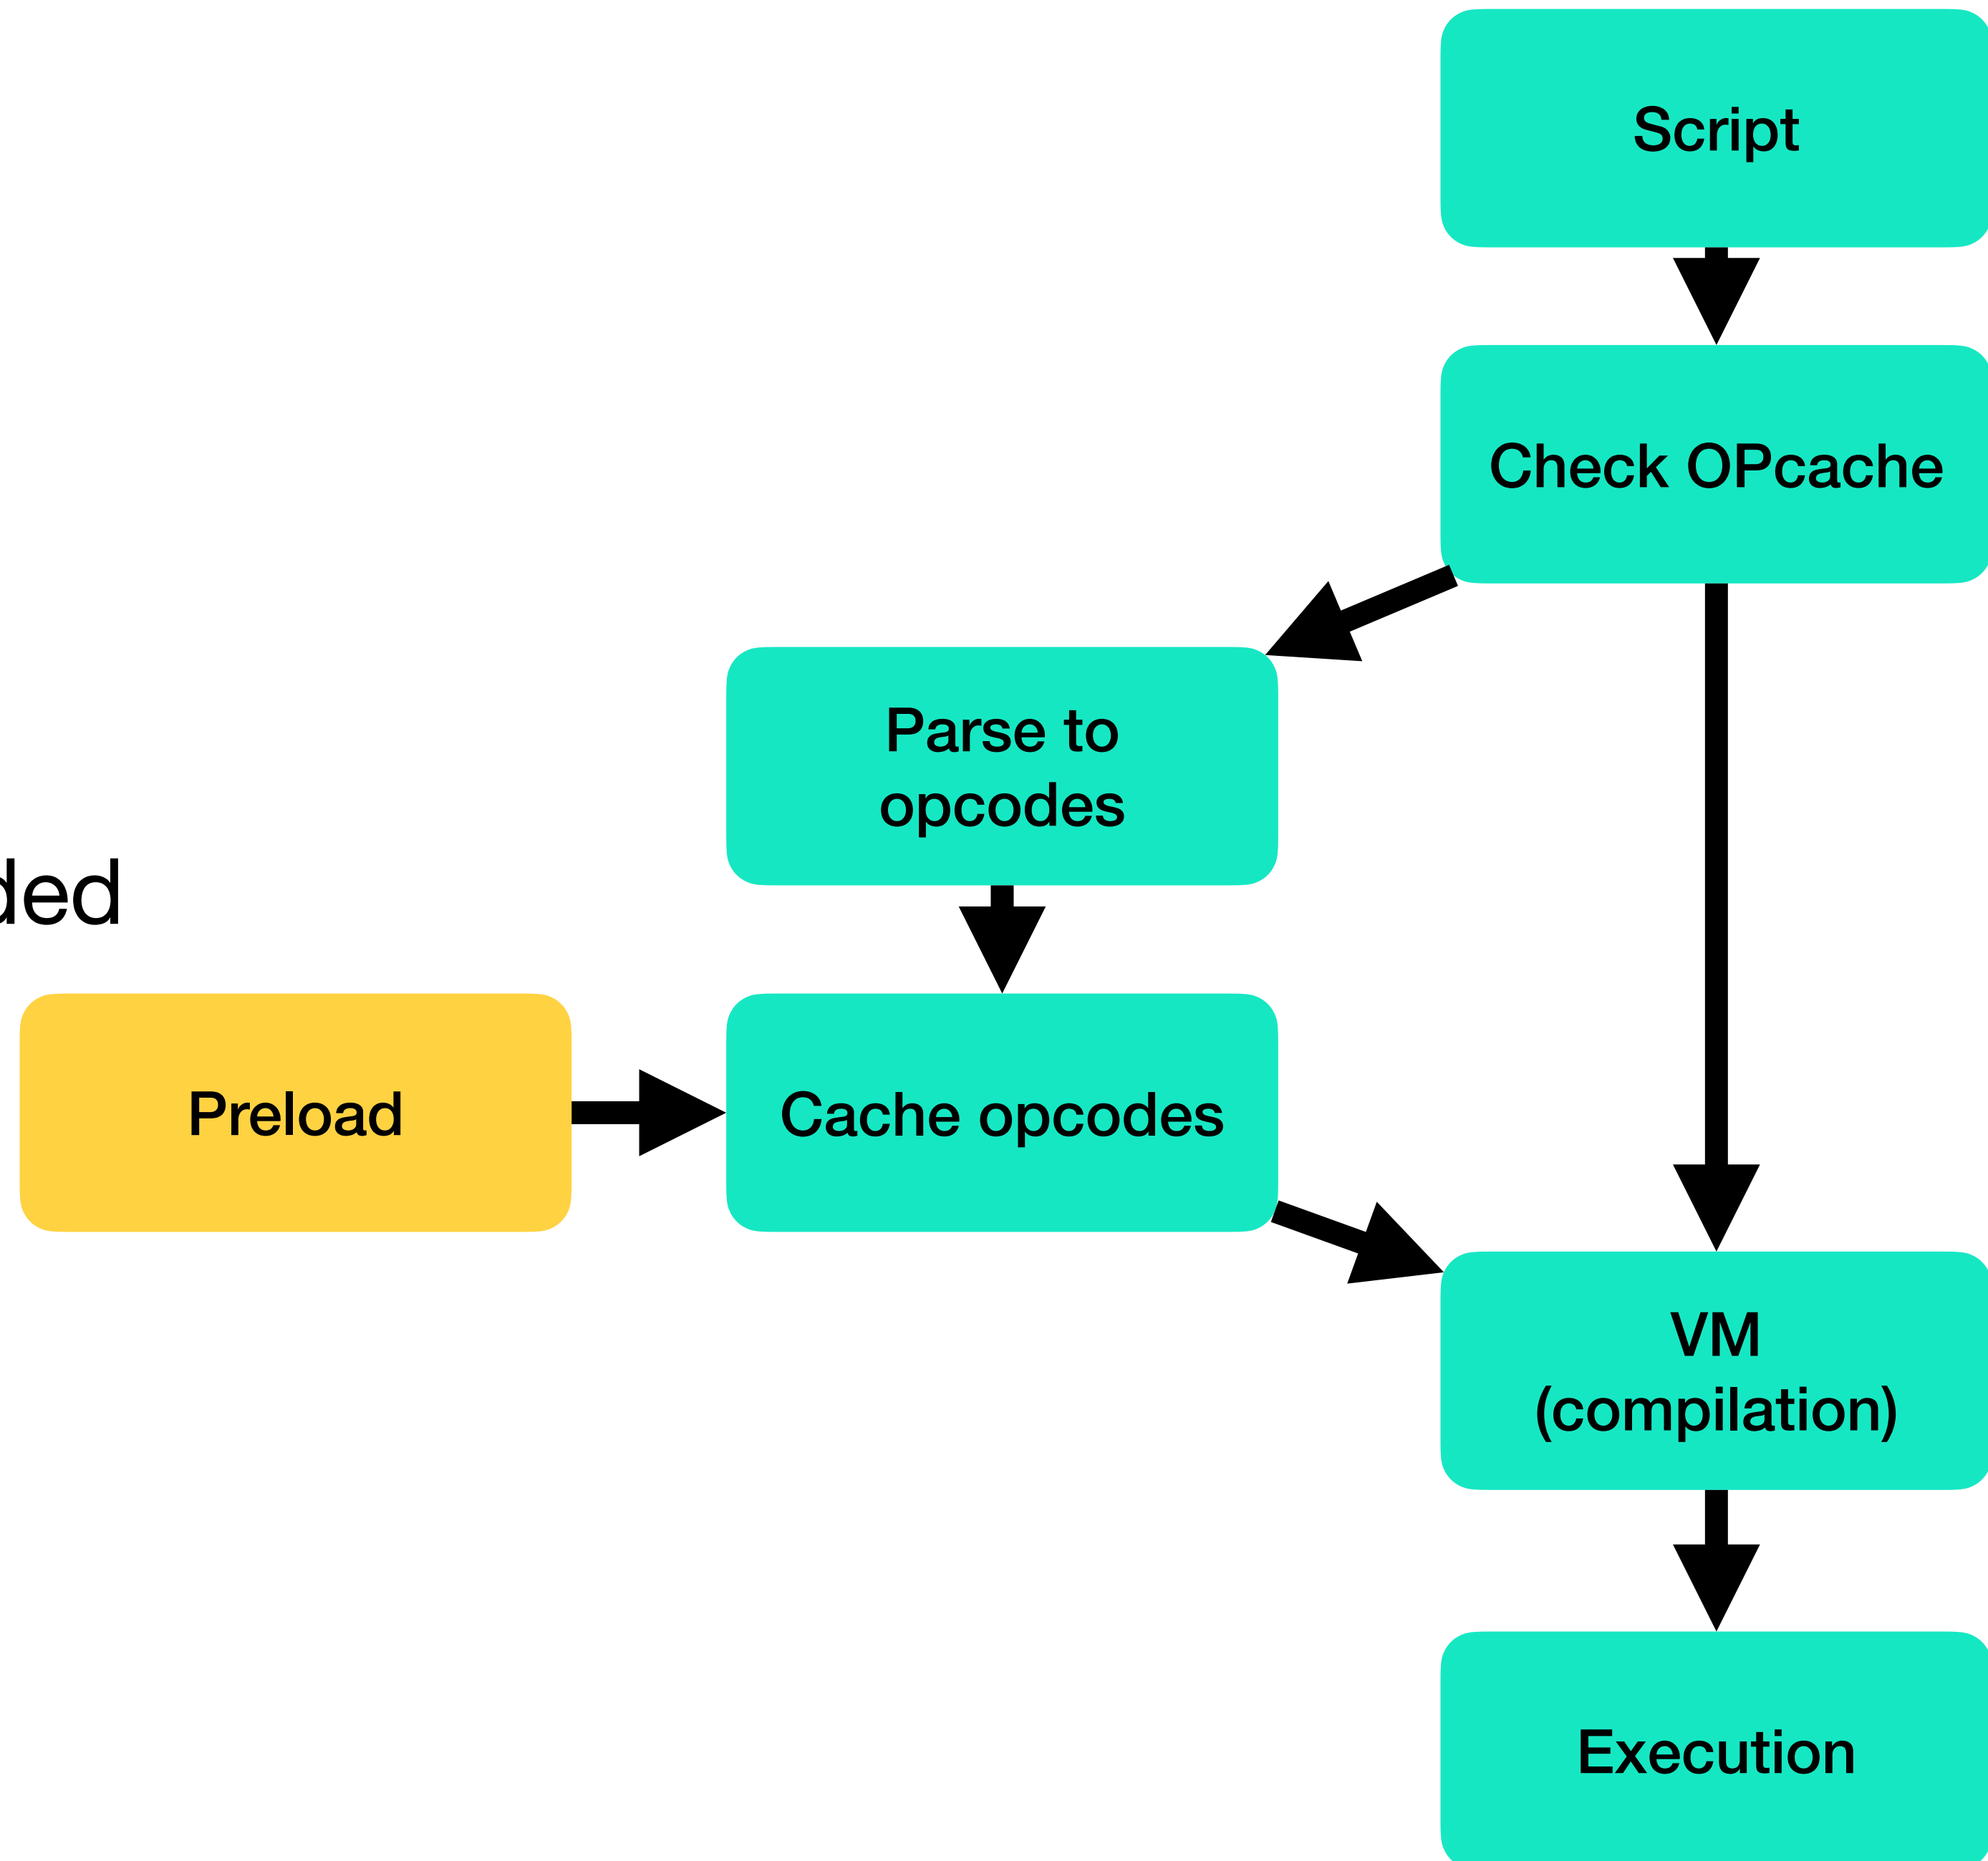 Script
Check OPcache
Parse to
opcodes
Preload
Cache opcodes
VM
(compilation)
Execution